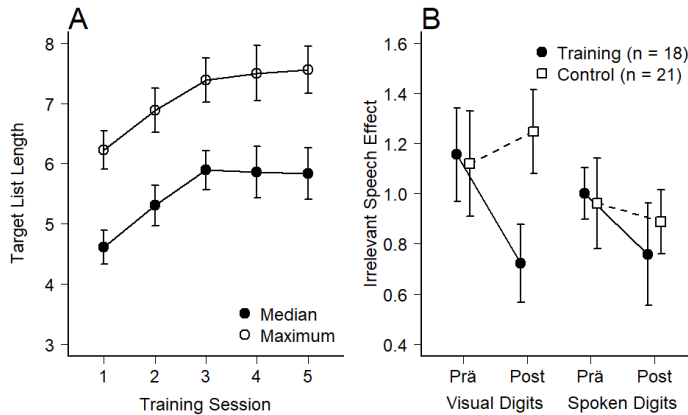 A
Target List Length
8
7
6
5
4
3
Median
Maximum
1 2 3 4 5
Training Session
B
Irrelevant Speech Effect
1.6
1.4
1.2
1.0
0.8
0.6
0.4
Training (n = 18)
Control (n = 21)
Prä Post Prä Post
Visual Digits Spoken Digits